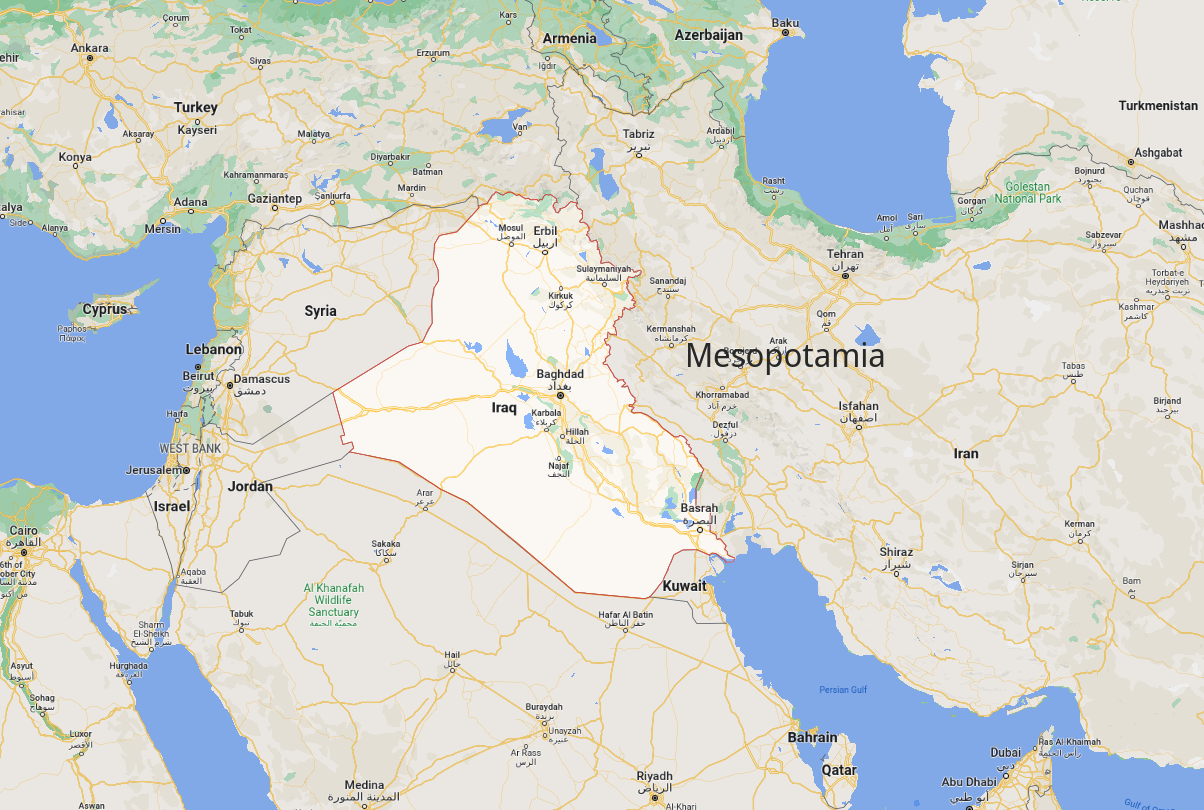 Çorum
Tokat
Kars
Baku
Ankara
Armenia
Azerbaijan
Sivas
Erzurum
Iğdır
ehir
Turkey
Turkmenistan
ahisar
Kayseri
Aksaray
Malatya
Van
Tabriz
تبریز
Ardabil
اردبیل
Ashgabat
Konya
Diyarbakır
Batman
Bojnurd
بجنورد
Kahramanmaraş
Mardin
Rasht
رشت
Golestan
National Park
Quchan
قوچان
Adana
Gaziantep
Şanlıurfa
Gorgan
گرگان
alya
Side
Alanya
Mersin
Mosul
الموصل
Erbil
اربيل
Amol
آمل
Sari
ساری
Sabzevar
سبزوار
Mashhad
مشهد
Tehran
تهران
Sulaymaniyah
السليمانية
Sanandaj
سنندج
Torbat-e
Heydariyeh
تربت حیدریه
Cyprus
Syria
Kirkuk
كركوك
Qom
قم
Kashmar
کاشمر
Paphos
Πάφος
Kermanshah
کرمانشاه
Lebanon
Arak
Mesopotamia
Beirut
بيروت
Damascus
دمشق
Baghdad
بغداد
Tabas
طبس
Khorramabad
خرم آباد
Birjand
بیرجند
Haifa
Iraq
Karbala
كربلاء
Isfahan
اصفهان
Dezful
دزفول
Hillah
الحلة
WEST BANK
Iran
Jerusalem
Najaf
النجف
Jordan
Arar
عرعر
Israel
Basrah
البصرة
Cairo
القاهرة
Kerman
کرمان
Sakaka
سكاكا
Shiraz
شیراز
6th of
ober City
Sirjan
سیرجان
Aqaba
العقبة
Al Khanafah
Wildlife
Sanctuary
محمية الخنفة
Kuwait
Bam
بم
Tabuk
تبوك
Hafar Al Batin
حفر الباطن
Sharm
El-Sheikh
شرم الشيخ
Hail
حائل
Asyut
أسيوط
Hurghada
الغردقة
Persian Gulf
Sohag
سوهاج
Buraydah
بريدة
Unayzah
عنيزة
Luxor
الأقصر
Bahrain
Ras Al Khaimah
رأس الخيمة
Ar Rass
الرس
Dubai
دبي
Qatar
Riyadh
الرياض
Medina
المدينة المنورة
Abu Dhabi
أبو ظبي
Aswan
Al-Kharj